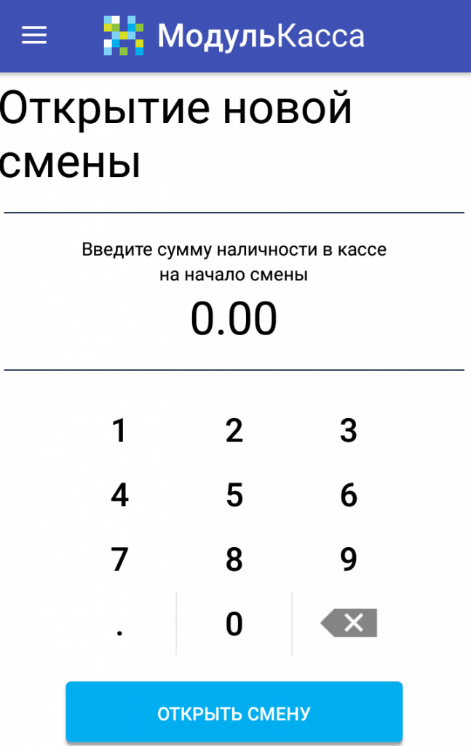 МодульКасса
Открытие новой
смены
Введите сумму наличности в кассе
на начало смены
0.00
1 2 3
4 5 6
7 8 9
. 0
ОТКРЫТЬ СМЕНУ